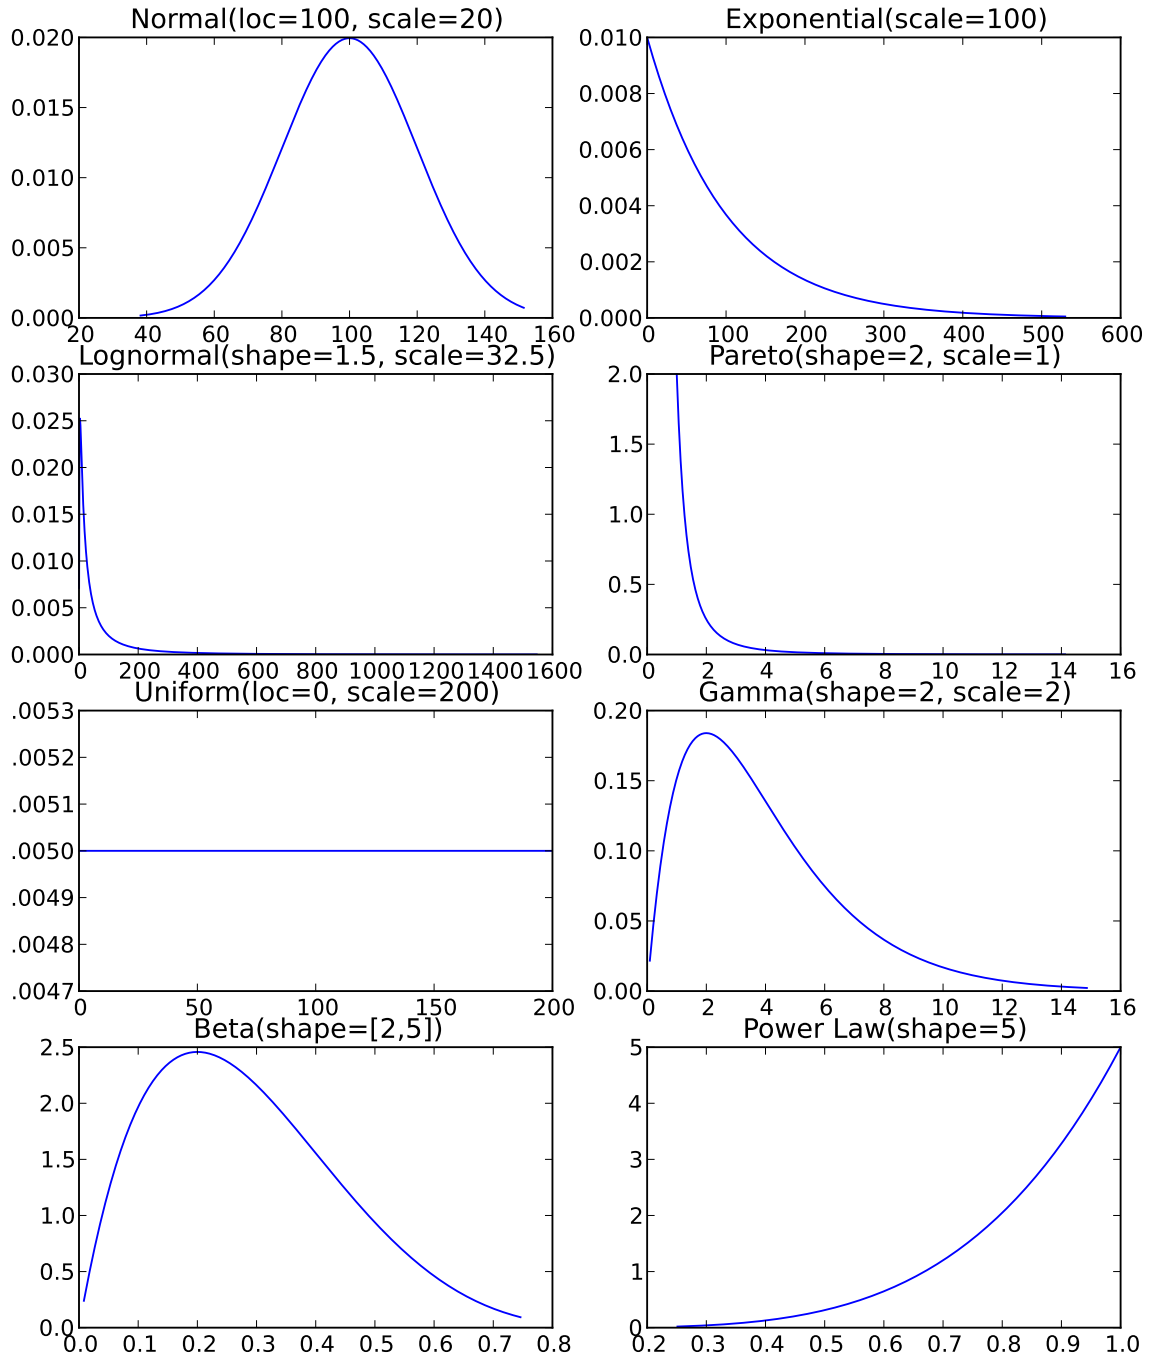 Normal(loc=100, scale=20)
0.020
0.015
0.010
0.005
0.000
20 40 60 80 100 120 140 160
Exponential(scale=100)
0.010
0.008
0.006
0.004
0.002
0.000
0 100 200 300 400 500 600
Lognormal(shape=1.5, scale=32.5)
0.030
0.025
0.020
0.015
0.010
0.005
0.000
0 200 400 600 800 1000 1200 1400 1600
Pareto(shape=2, scale=1)
2.0
1.5
1.0
0.5
0.0
0 2 4 6 8 10 12 14 16
Uniform(loc=0, scale=200)
.0053
.0052
.0051
.0050
.0049
.0048
.0047
0 50 100 150 200
Gamma(shape=2, scale=2)
0.20
0.15
0.10
0.05
0.00
0 2 4 6 8 10 12 14 16
Beta(shape=[2,5])
2.5
2.0
1.5
1.0
0.5
0.0
0.0 0.1 0.2 0.3 0.4 0.5 0.6 0.7 0.8
Power Law(shape=5)
5
4
3
2
1
0
0.2 0.3 0.4 0.5 0.6 0.7 0.8 0.9 1.0